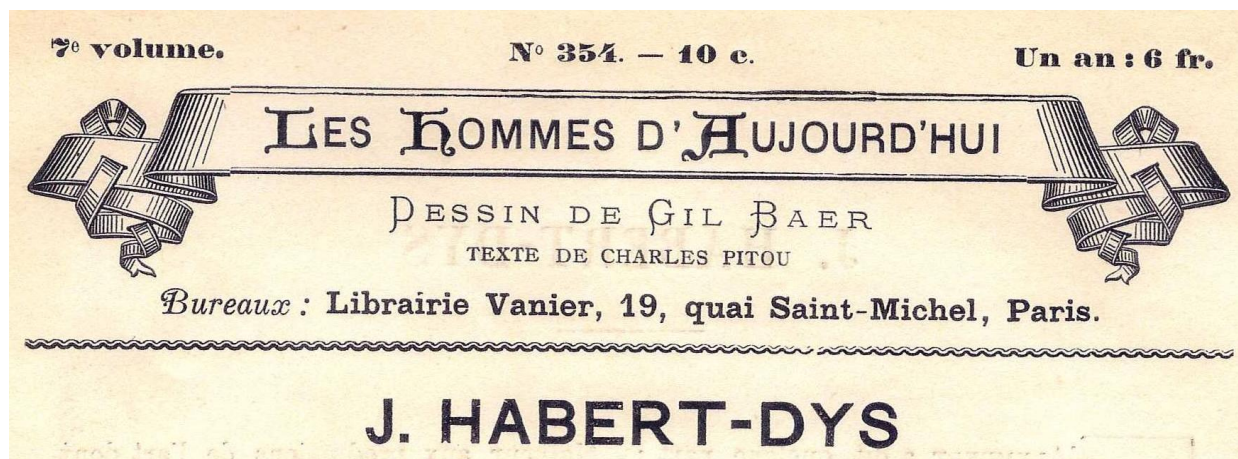 7e volume.
No 354. — 10 c.
Un an : 6 fr.
Les Hommes d'Aujourd'hui
Dessin de Gil Baer
TEXTE DE CHARLES PITOU
Bureaux : Librairie Vanier, 19, quai Saint-Michel, Paris.
J. HABERT-DYS